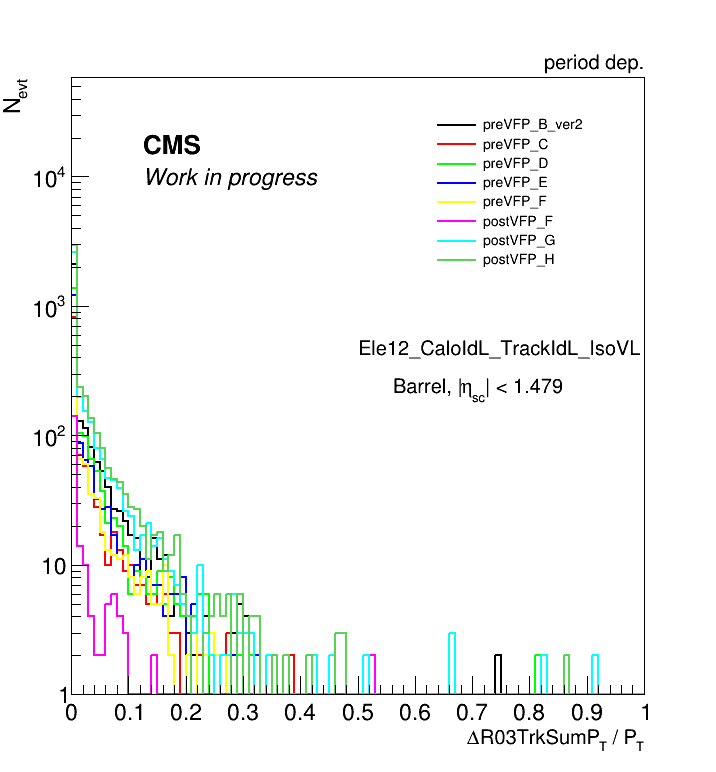 period dep.
N_evt
CMS
Work in progress
preVFP_B_ver2
preVFP_C
preVFP_D
preVFP_E
preVFP_F
postVFP_F
postVFP_G
postVFP_H
Ele12_CaloIdL_TrackIdL_IsoVL
Barrel, |η_sc| < 1.479
10^4
10^3
10^2
10
1
0 0.1 0.2 0.3 0.4 0.5 0.6 0.7 0.8 0.9 1
ΔR03TrkSumP_T / P_T